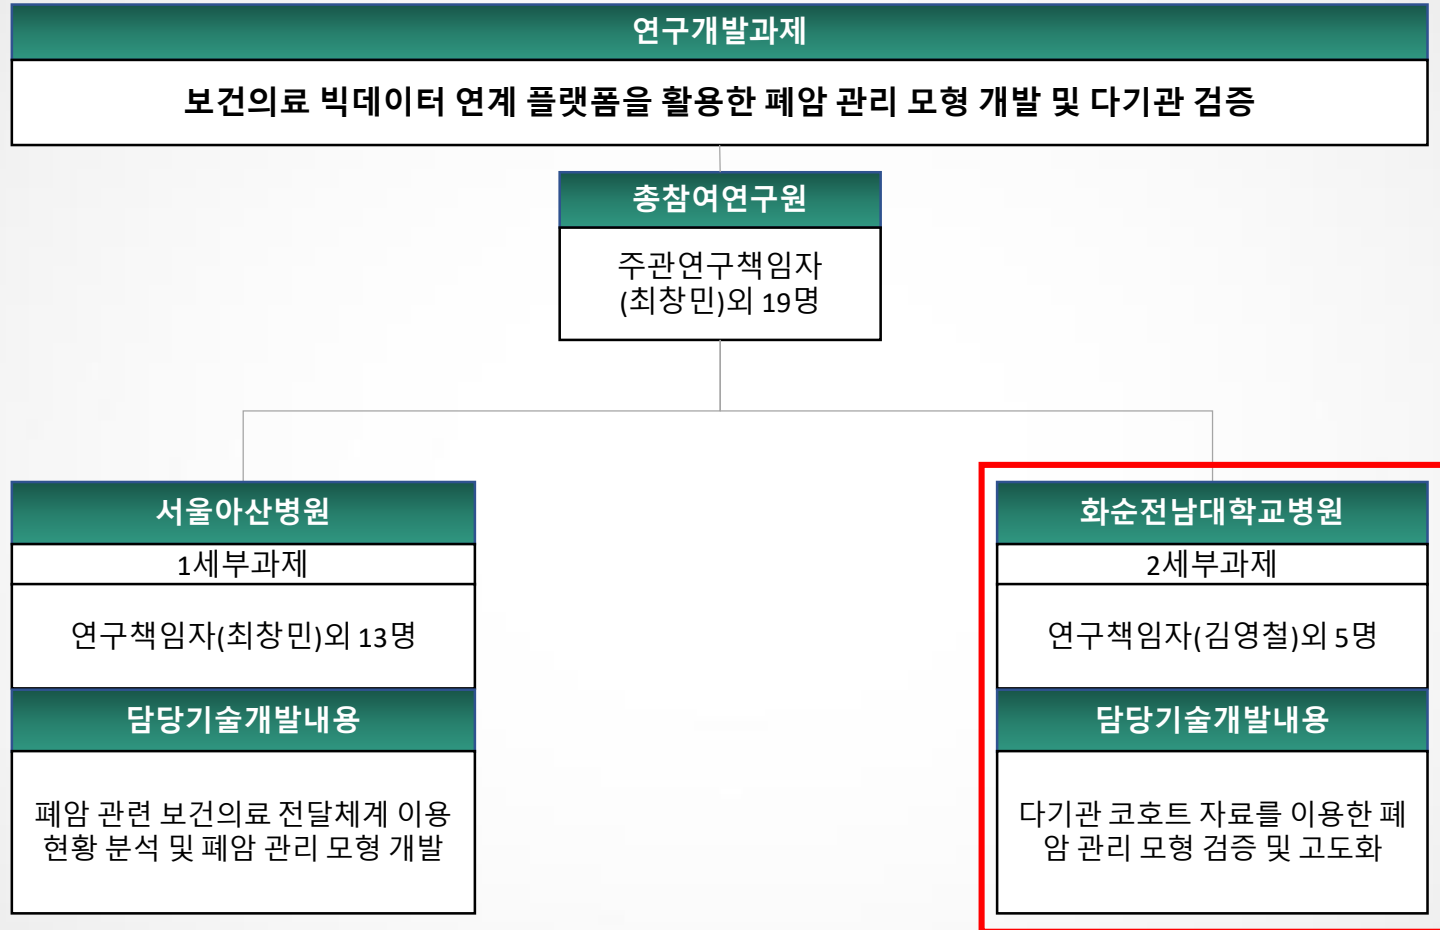 연구개발과제
보건의료 빅데이터 연계 플랫폼을 활용한 폐암 관리 모형 개발 및 다기관 검증
총참여연구원
주관연구책임자
(최창민)외 19명
서울아산병원
1세부과제
연구책임자(최창민)외 13명
담당기술개발내용
폐암 관련 보건의료 전달체계 이용
현황 분석 및 폐암 관리 모형 개발
화순전남대학교병원
2세부과제
연구책임자(김영철)외 5명
담당기술개발내용
다기관 코호트 자료를 이용한 폐
암 관리 모형 검증 및 고도화